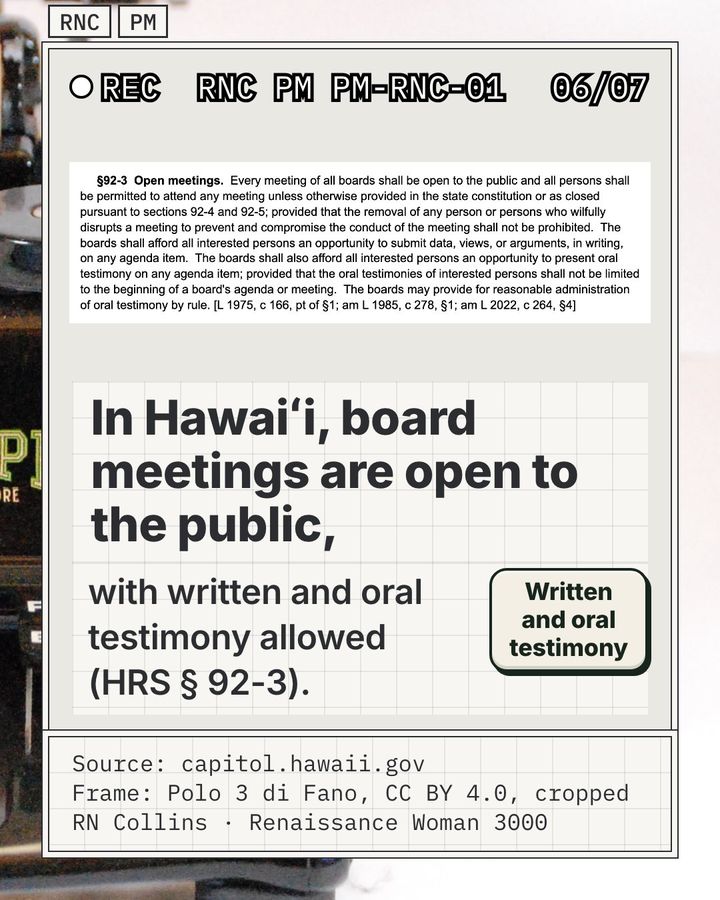 RNC PM
REC RNC PM PM-RNC-01 06/07
§92-3 Open meetings. Every meeting of all boards shall be open to the public and all persons shall
be permitted to attend any meeting unless otherwise provided in the state constitution or as closed
pursuant to sections 92-4 and 92-5; provided that the removal of any person or persons who wilfully
disrupts a meeting to prevent and compromise the conduct of the meeting shall not be prohibited. The
boards shall afford all interested persons an opportunity to submit data, views, or arguments, in writing,
on any agenda item. The boards shall also afford all interested persons an opportunity to present oral
testimony on any agenda item; provided that the oral testimonies of interested persons shall not be limited
to the beginning of a board's agenda or meeting. The boards may provide for reasonable administration
of oral testimony by rule. [L 1975, c 166, pt of §1; am L 1985, c 278, §1; am L 2022, c 264, §4]
In Hawaiʻi, board
meetings are open to
the public,
with written and oral
testimony allowed
(HRS § 92-3).
Written
and oral
testimony
Source: capitol.hawaii.gov
Frame: Polo 3 di Fano, CC BY 4.0, cropped
RN Collins · Renaissance Woman 3000